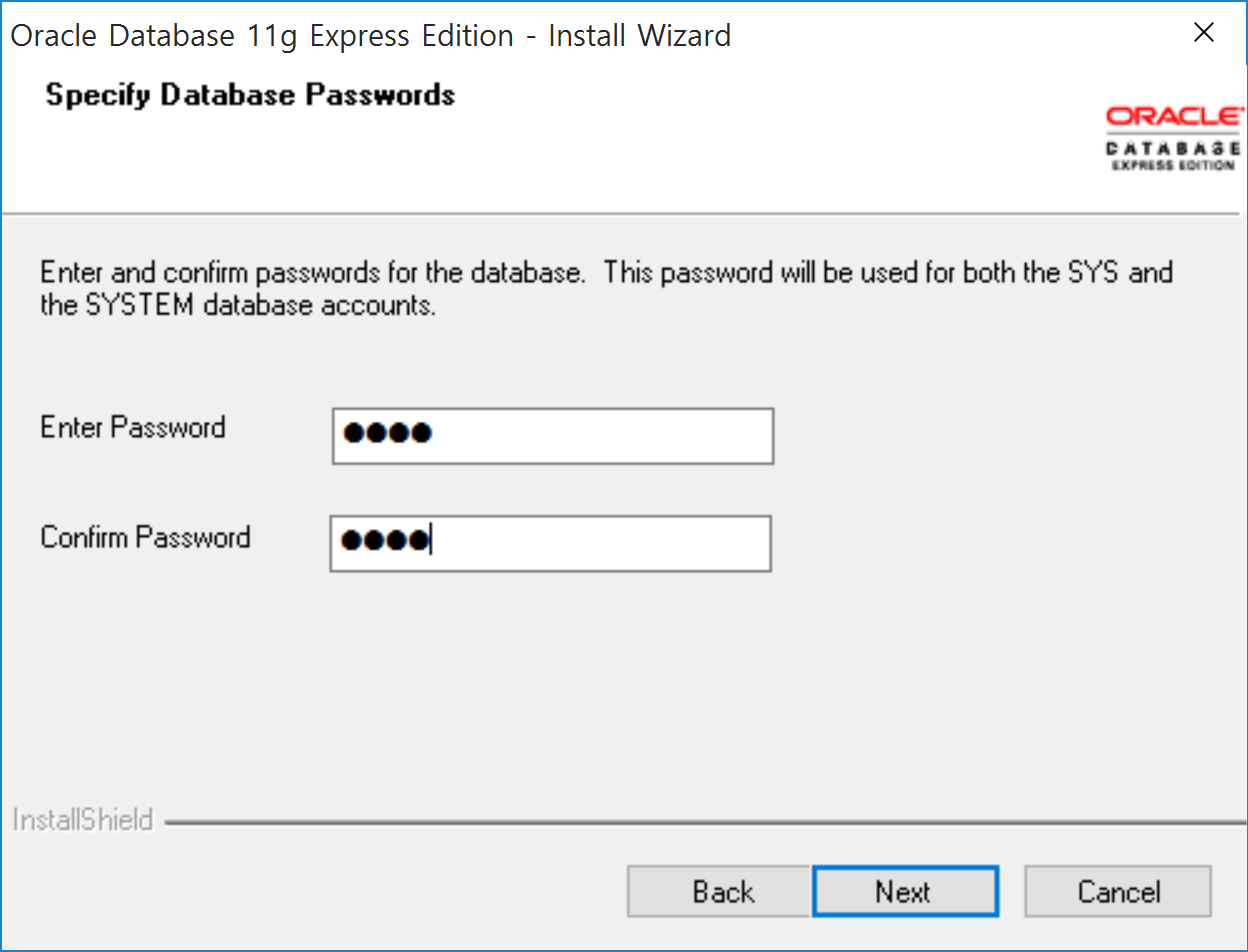 Oracle Database 11g Express Edition - Install Wizard
Specify Database Passwords
ORACLE
DATABASE
EXPRESS EDITION
Enter and confirm passwords for the database.  This password will be used for both the SYS and
the SYSTEM database accounts.
Enter Password
●●●●
Confirm Password
●●●●
InstallShield
Back
Next
Cancel